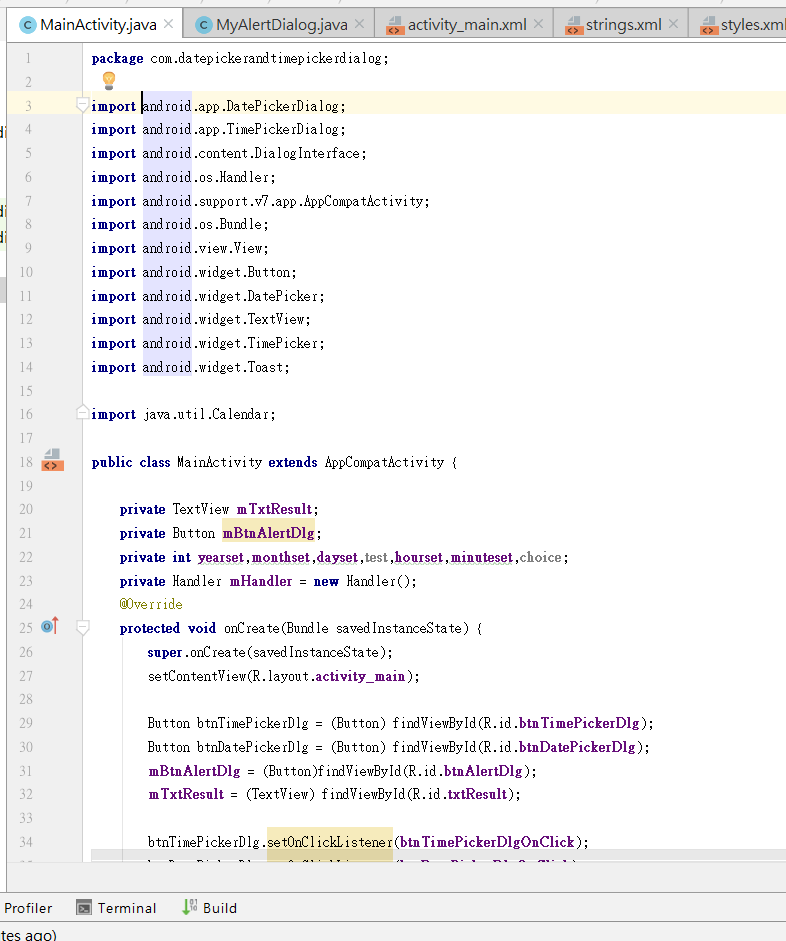 MainActivity.java MyAlertDialog.java activity_main.xml strings.xml styles.xml
1 package com.datepickerandtimepickerdialog;
2
3 import android.app.DatePickerDialog;
4 import android.app.TimePickerDialog;
5 import android.content.DialogInterface;
6 import android.os.Handler;
7 import android.support.v7.app.AppCompatActivity;
8 import android.os.Bundle;
9 import android.view.View;
10 import android.widget.Button;
11 import android.widget.DatePicker;
12 import android.widget.TextView;
13 import android.widget.TimePicker;
14 import android.widget.Toast;
15
16 import java.util.Calendar;
17
18 public class MainActivity extends AppCompatActivity {
19
20 private TextView mTxtResult;
21 private Button mBtnAlertDlg;
22 private int yearset,monthset,dayset,test,hourset,minuteset,choice;
23 private Handler mHandler = new Handler();
24 @Override
25 protected void onCreate(Bundle savedInstanceState) {
26 super.onCreate(savedInstanceState);
27 setContentView(R.layout.activity_main);
28
29 Button btnTimePickerDlg = (Button) findViewById(R.id.btnTimePickerDlg);
30 Button btnDatePickerDlg = (Button) findViewById(R.id.btnDatePickerDlg);
31 mBtnAlertDlg = (Button)findViewById(R.id.btnAlertDlg);
32 mTxtResult = (TextView) findViewById(R.id.txtResult);
33
34 btnTimePickerDlg.setOnClickListener(btnTimePickerDlgOnClick);
Profiler Terminal Build
tes ago)